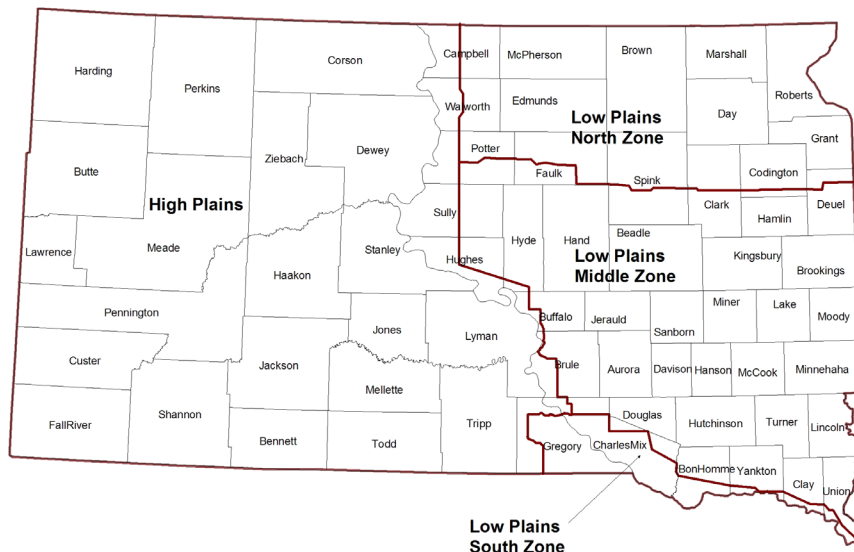 Harding
Perkins
Corson
Campbell
McPherson
Brown
Marshall
Roberts
Walworth
Edmunds
Day
Grant
Low Plains
North Zone
Butte
Ziebach
Dewey
Potter
Faulk
Spink
Codington
High Plains
Sully
Clark
Hamlin
Deuel
Lawrence
Meade
Stanley
Hughes
Hyde
Hand
Beadle
Kingsbury
Brookings
Low Plains
Middle Zone
Haakon
Pennington
Jones
Lyman
Buffalo
Jerauld
Sanborn
Miner
Lake
Moody
Custer
Jackson
Mellette
Brule
Aurora
Davison
Hanson
McCook
Minnehaha
FallRiver
Shannon
Bennett
Todd
Tripp
Gregory
CharlesMix
Douglas
Hutchinson
Turner
Lincoln
BonHomme
Yankton
Clay
Union
Low Plains
South Zone